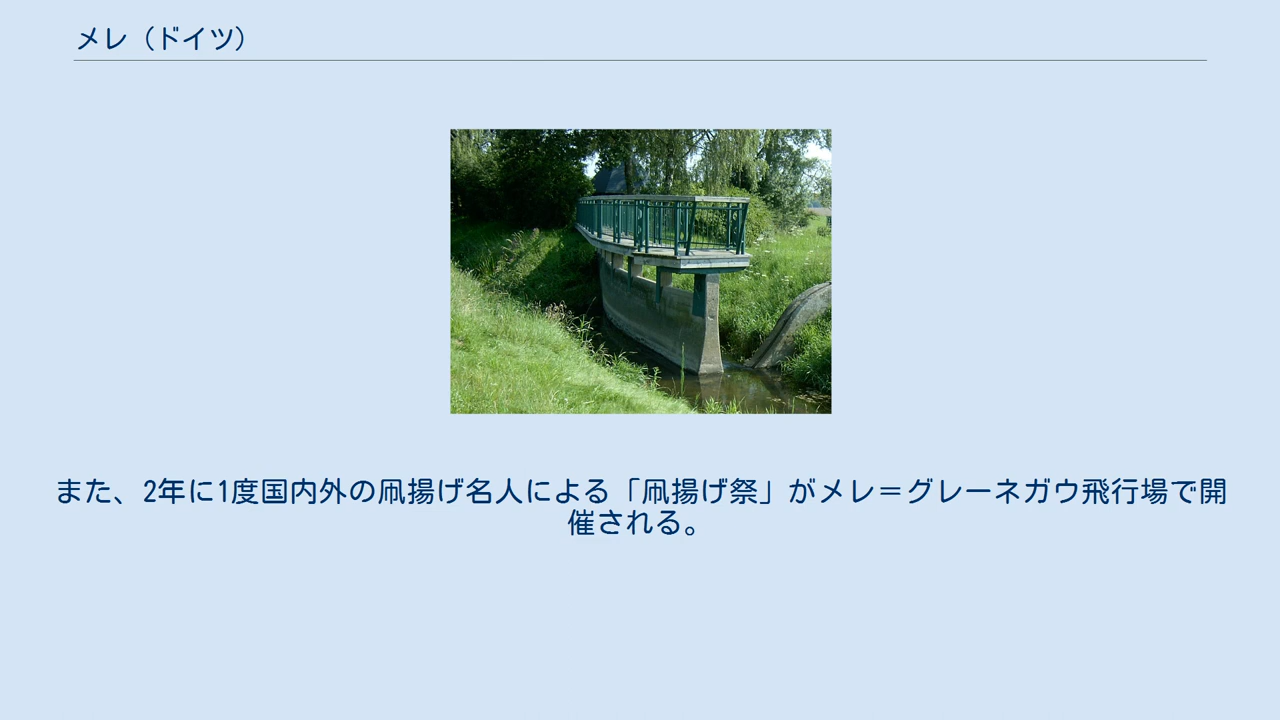 メレ（ドイツ）
また、2年に1度国内外の凧揚げ名人による「凧揚げ祭」がメレ＝グレーネガウ飛行場で開
催される。